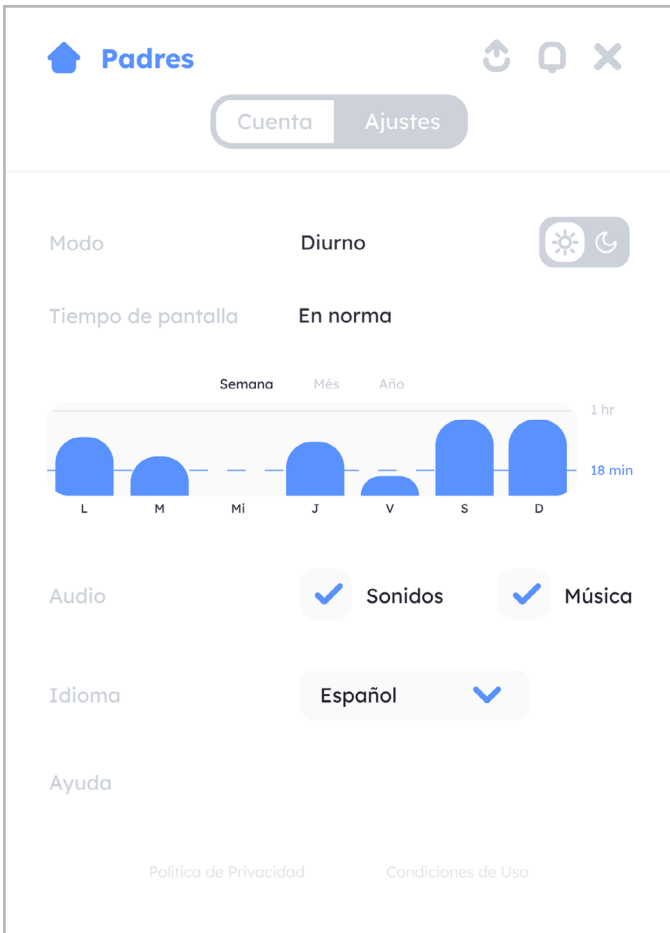 Padres
Cuenta Ajustes
Modo Diurno
Tiempo de pantalla En norma
Semana Més Año
1 hr
18 min
L M Mi J V S D
Audio Sonidos Música
Idioma Español
Ayuda
Política de Privacidad Condiciones de Uso